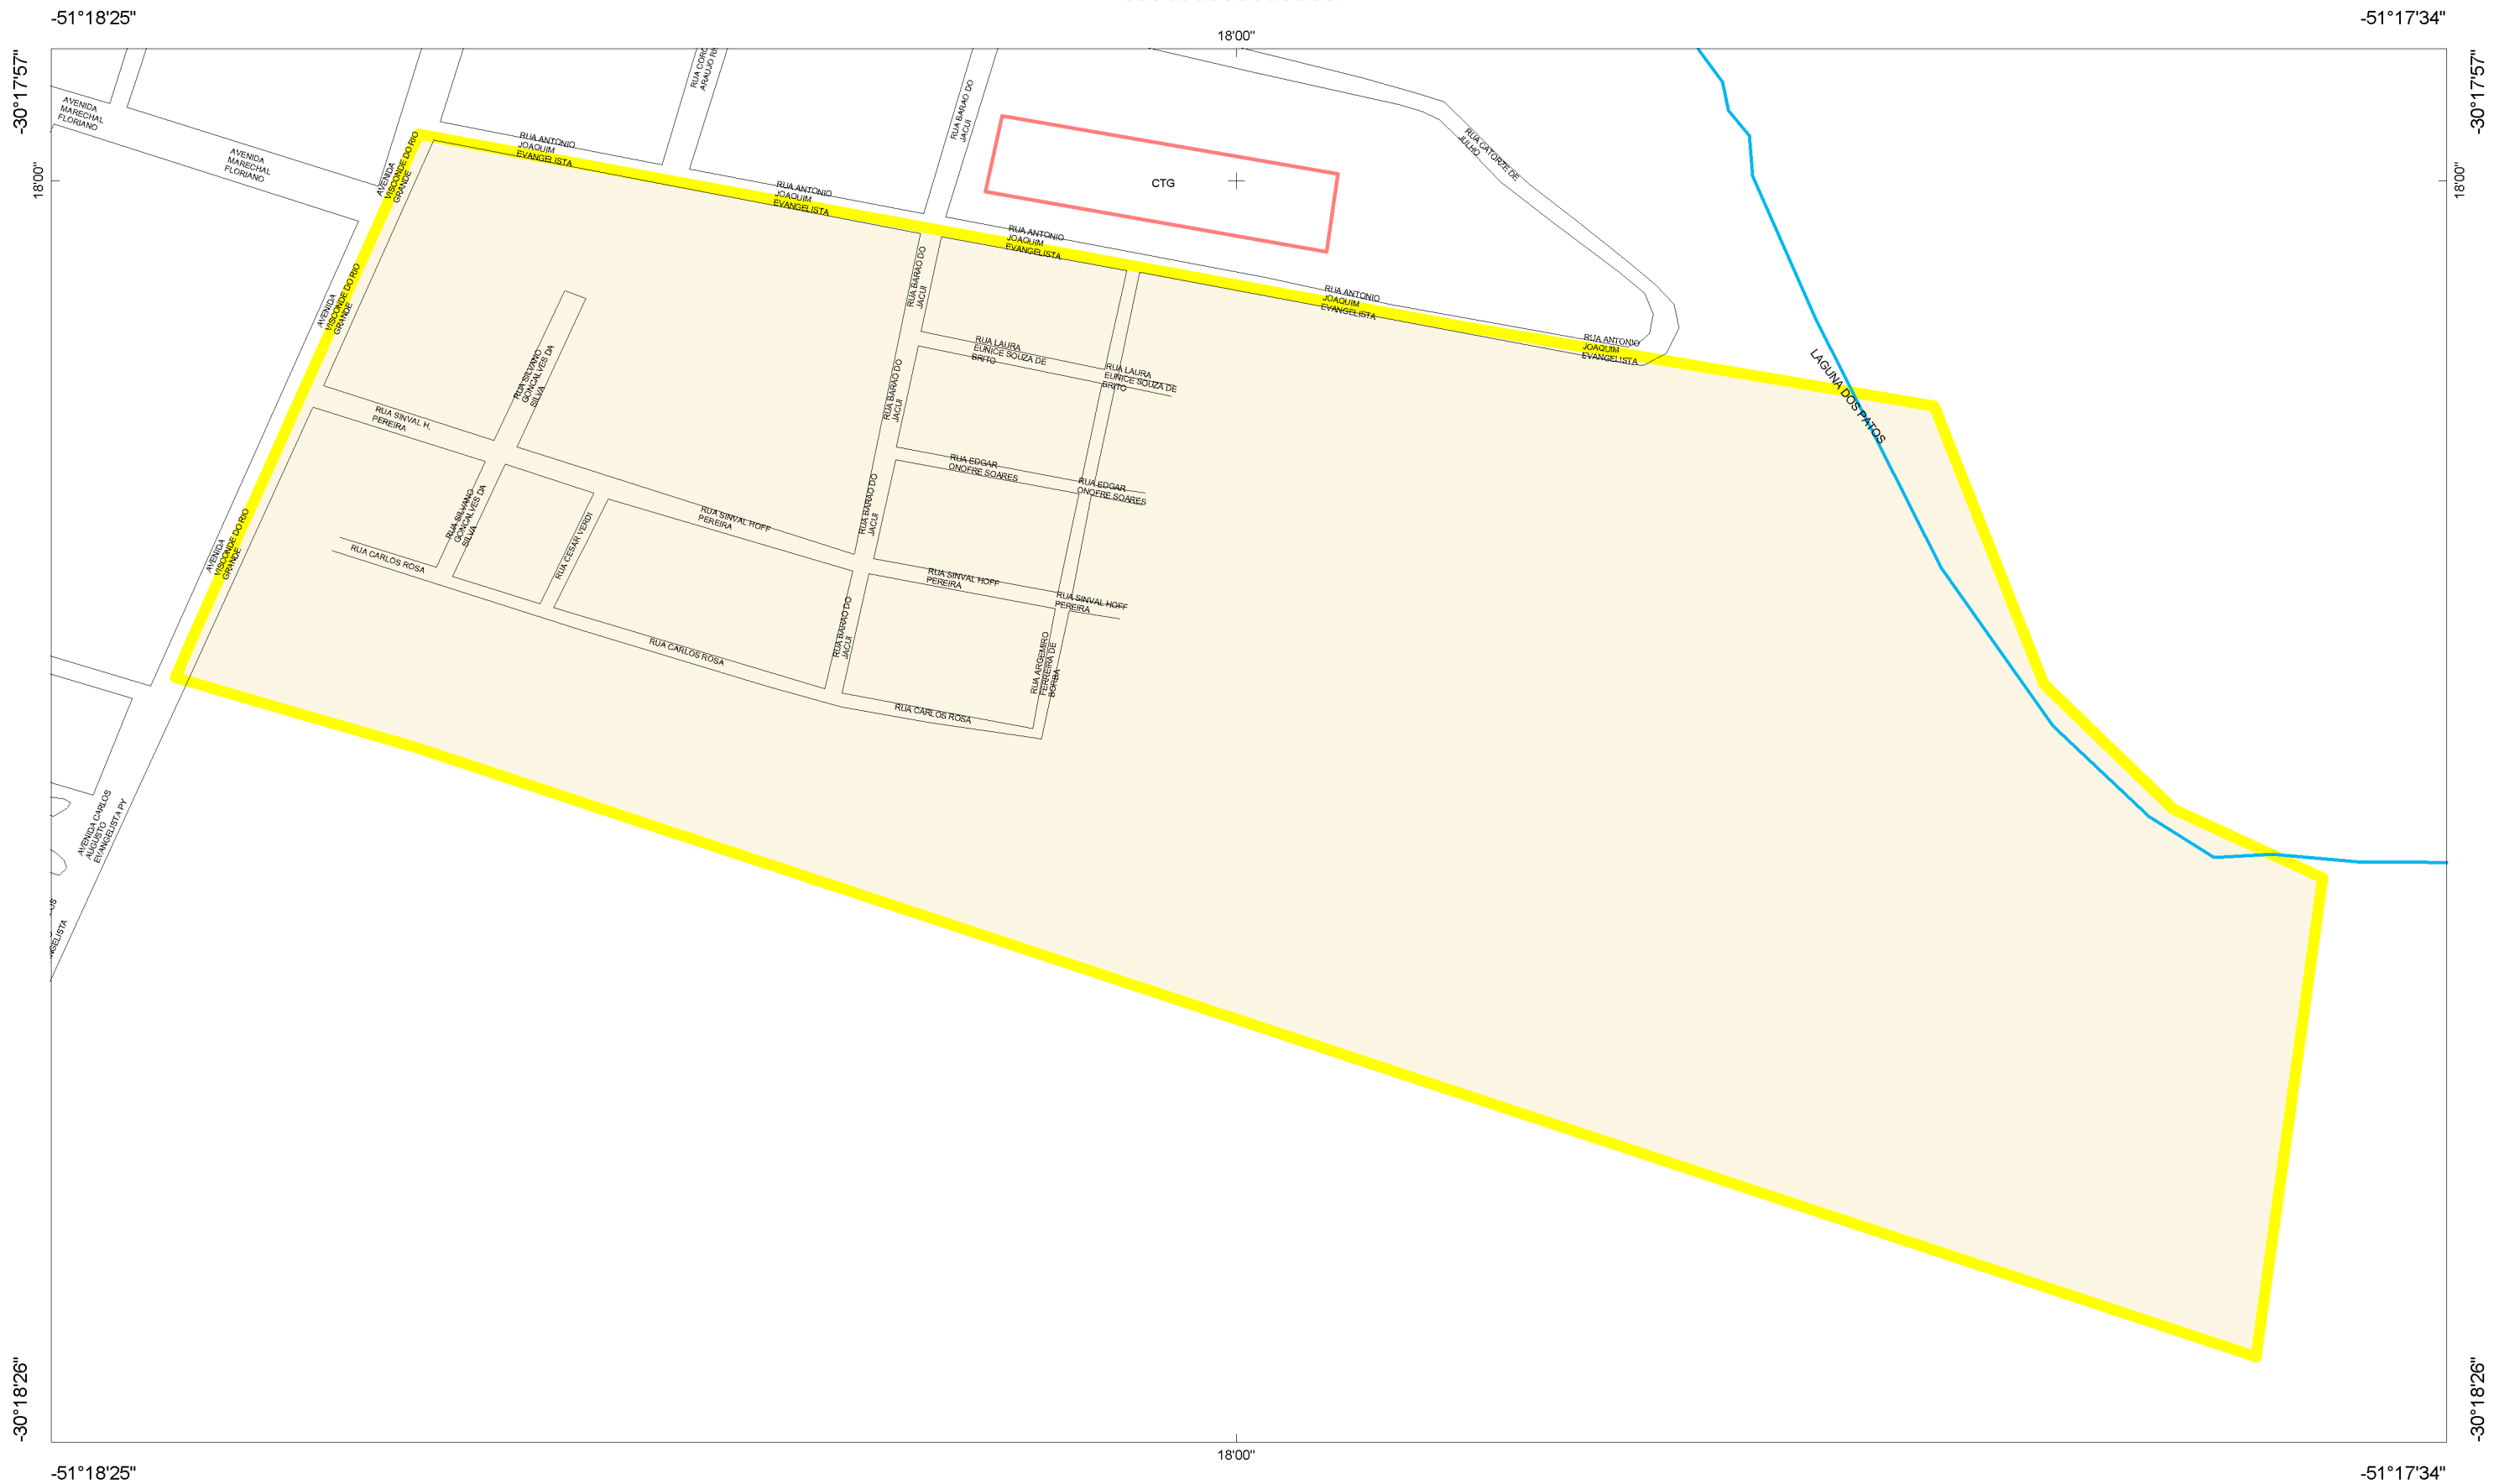 -51°18'25"
-51°17'34"
18'00"
-30°17'57"
-30°17'57"
18'00"
18'00"
AVENIDA
MARECHAL
FLORIANO
AVENIDA
MARECHAL
FLORIANO
AVENIDA
VISCONDE DO RIO
GRANDE
RUA ANTONIO
JOAQUIM
EVANGELISTA
RUA BARAO DO
JACUI
CTG
RUA CATORZE DE
JULHO
RUA ANTONIO
JOAQUIM
EVANGELISTA
RUA ANTONIO
JOAQUIM
EVANGELISTA
RUA ANTONIO
JOAQUIM
EVANGELISTA
RUA ANTONIO
JOAQUIM
EVANGELISTA
AVENIDA
VISCONDE DO RIO
GRANDE
RUA BARAO DO
JACUI
RUA LAURA
EUNICE SOUZA DE
BRITO
RUA LAURA
EUNICE SOUZA DE
BRITO
LAGUNA DOS PATOS
RUA SILVANO
GONCALVES DA
SILVA
RUA BARAO DO
JACUI
RUA SINVAL H.
PEREIRA
RUA EDGAR
ONOFRE SOARES
RUA EDGAR
ONOFRE SOARES
RUA SILVANO
GONCALVES DA
SILVA
RUA CESAR VERDI
RUA SINVAL HOFF
PEREIRA
RUA BARAO DO
JACUI
AVENIDA
VISCONDE DO RIO
GRANDE
RUA CARLOS ROSA
RUA SINVAL HOFF
PEREIRA
RUA SINVAL HOFF
PEREIRA
RUA CARLOS ROSA
RUA BARAO DO
JACUI
RUA ARGEMIRO
FERREIRA DE
BORBA
RUA CARLOS ROSA
AVENIDA CARLOS
AUGUSTO
EVANGELISTA PY
-30°18'26"
-30°18'26"
18'00"
-51°18'25"
-51°17'34"